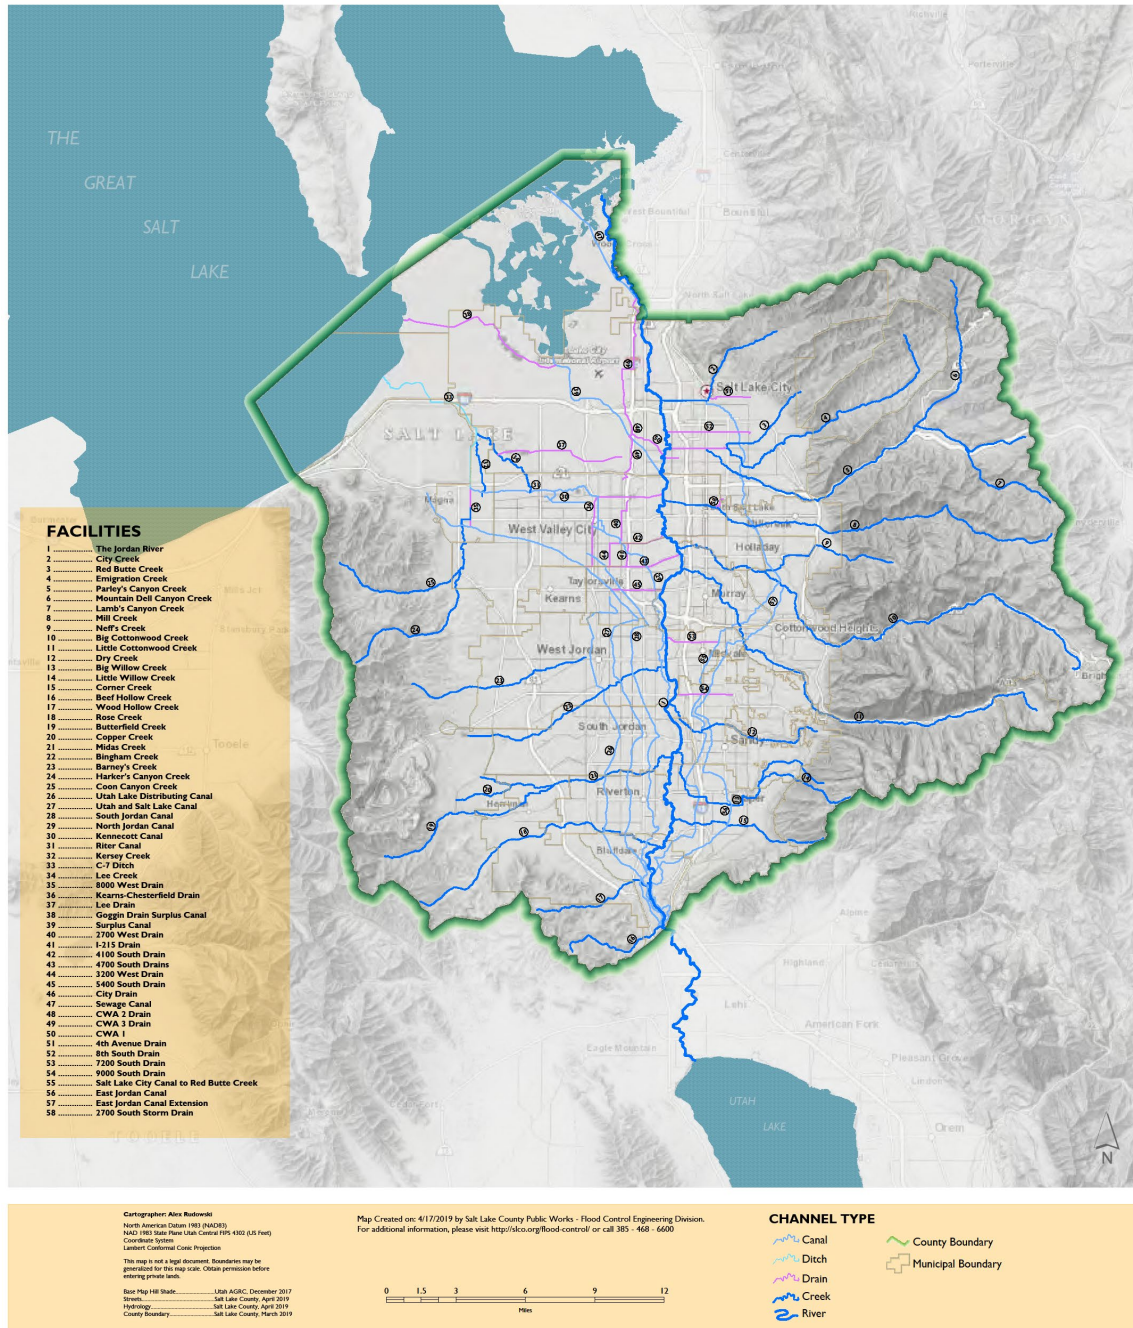 THE
GREAT
SALT
LAKE
West Bountiful
Bountiful
North Salt Lake
Salt Lake City
SALT LAKE
Magna
West Valley City
Millcreek
Holladay
Taylorsville
Kearns
Murray
Cottonwood Heights
West Jordan
Midvale
South Jordan
Sandy
Riverton
Herriman
Bluffdale
Tooele
TOOELE
Alpine
Highland
Lehi
American Fork
Eagle Mountain
Pleasant Grove
Lindon
Orem
UTAH
LAKE
N
FACILITIES
1 .............. The Jordan River
2 .............. City Creek
3 .............. Red Butte Creek
4 .............. Emigration Creek
5 .............. Parley's Canyon Creek
6 .............. Mountain Dell Canyon Creek
7 .............. Lamb's Canyon Creek
8 .............. Mill Creek
9 .............. Neff's Creek
10 .............. Big Cottonwood Creek
11 .............. Little Cottonwood Creek
12 .............. Dry Creek
13 .............. Big Willow Creek
14 .............. Little Willow Creek
15 .............. Corner Creek
16 .............. Beef Hollow Creek
17 .............. Wood Hollow Creek
18 .............. Rose Creek
19 .............. Butterfield Creek
20 .............. Copper Creek
21 .............. Midas Creek
22 .............. Bingham Creek
23 .............. Barney's Creek
24 .............. Harker's Canyon Creek
25 .............. Coon Canyon Creek
26 .............. Utah Lake Distributing Canal
27 .............. Utah and Salt Lake Canal
28 .............. South Jordan Canal
29 .............. North Jordan Canal
30 .............. Kennecott Canal
31 .............. Riter Canal
32 .............. Kersey Creek
33 .............. C-7 Ditch
34 .............. Lee Creek
35 .............. 8000 West Drain
36 .............. Kearns-Chesterfield Drain
37 .............. Lee Drain
38 .............. Goggin Drain Surplus Canal
39 .............. Surplus Canal
40 .............. 2700 West Drain
41 .............. I-215 Drain
42 .............. 4100 South Drain
43 .............. 4700 South Drains
44 .............. 3200 West Drain
45 .............. 5400 South Drain
46 .............. City Drain
47 .............. Sewage Canal
48 .............. CWA 2 Drain
49 .............. CWA 3 Drain
50 .............. CWA 1
51 .............. 4th Avenue Drain
52 .............. 8th South Drain
53 .............. 7200 South Drain
54 .............. 9000 South Drain
55 .............. Salt Lake City Canal to Red Butte Creek
56 .............. East Jordan Canal
57 .............. East Jordan Canal Extension
58 .............. 2700 South Storm Drain
Cartographer: Alex Rudowski
North American Datum 1983 (NAD83)
NAD 1983 State Plane Utah Central FIPS 4302 (US Feet)
Coordinate System
Lambert Conformal Conic Projection
This map is not a legal document. Boundaries may be
generalized for this map scale. Obtain permission before
entering private lands.
Base Map Hill Shade....................Utah AGRC, December 2017
Streets....................Salt Lake County, April 2019
Hydrology....................Salt Lake County, April 2019
County Boundary....................Salt Lake County, March 2019
Map Created on: 4/17/2019 by Salt Lake County Public Works - Flood Control Engineering Division.
For additional information, please visit http://slco.org/flood-control/ or call 385 - 468 - 6600
0 1.5 3 6 9 12
Miles
CHANNEL TYPE
Canal
Ditch
Drain
Creek
River
County Boundary
Municipal Boundary